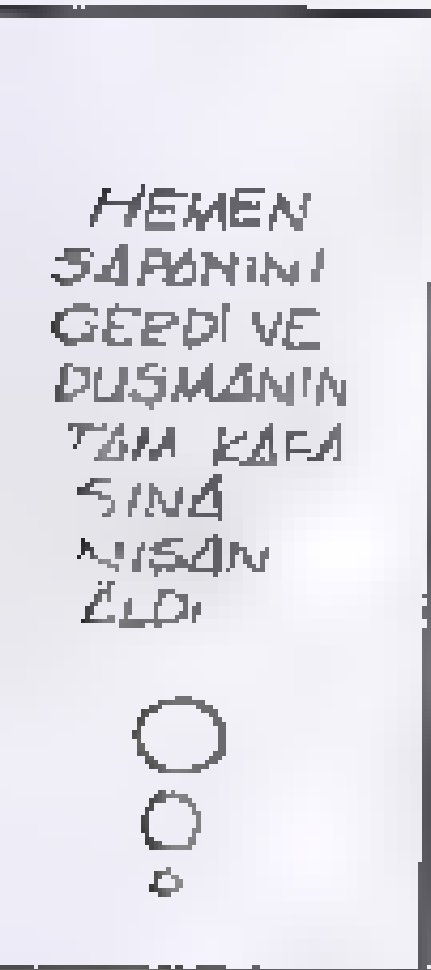 HEMEN
SAPANINI
GERDİ VE
DUŞMANIN
TAM KAFA
SINA
NİŞAN
ALDI